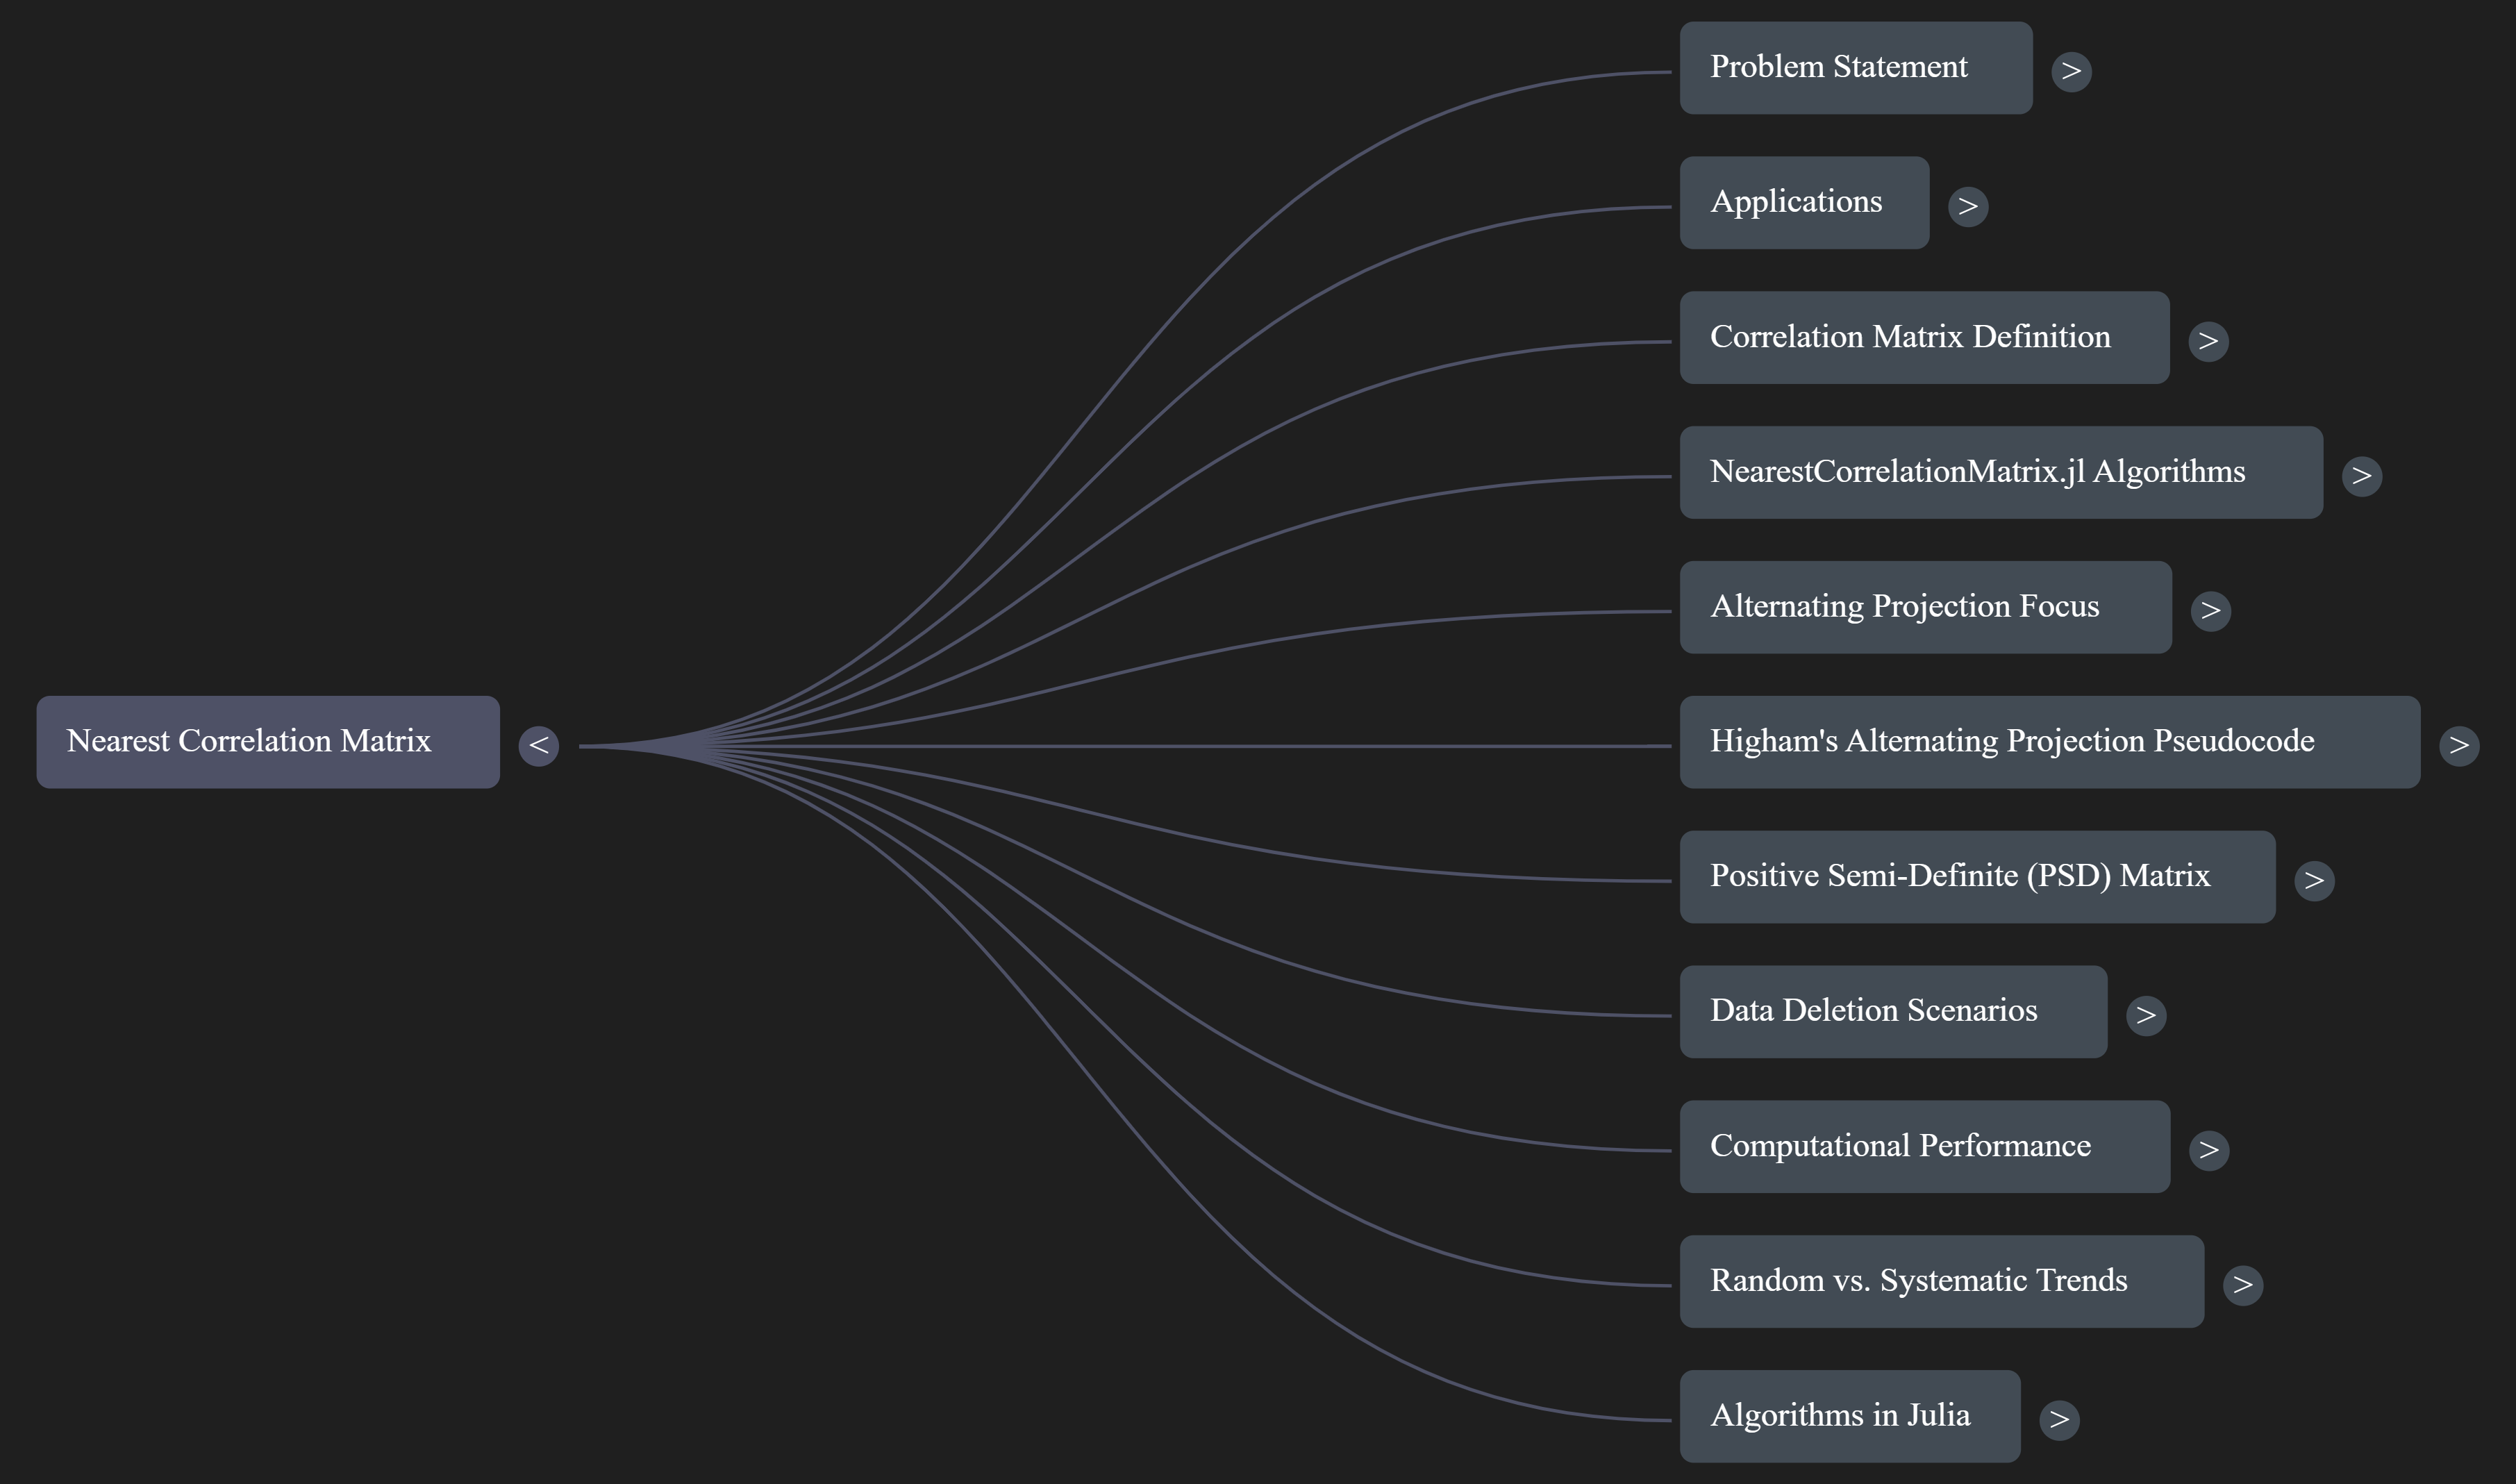 Problem Statement >
Applications >
Correlation Matrix Definition >
NearestCorrelationMatrix.jl Algorithms >
Alternating Projection Focus >
Nearest Correlation Matrix <
Higham's Alternating Projection Pseudocode >
Positive Semi-Definite (PSD) Matrix >
Data Deletion Scenarios >
Computational Performance >
Random vs. Systematic Trends >
Algorithms in Julia >